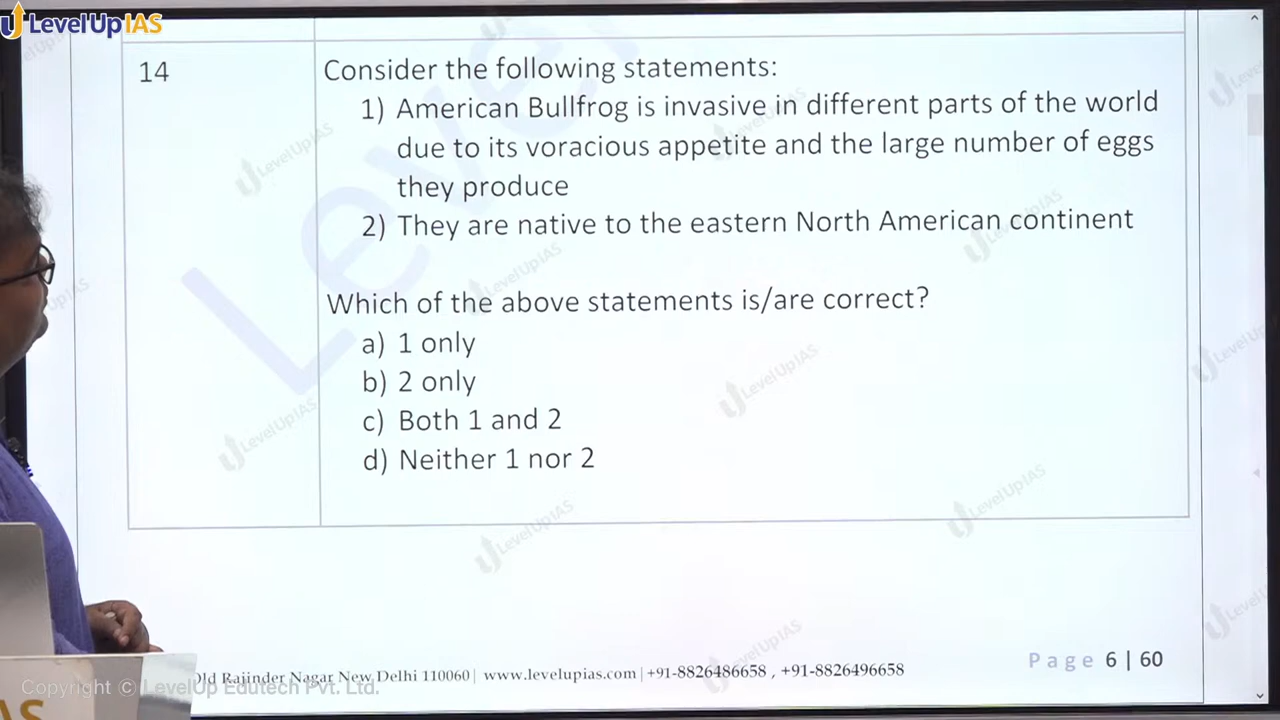 LevelUp IAS
14
Consider the following statements:
1) American Bullfrog is invasive in different parts of the world
due to its voracious appetite and the large number of eggs
they produce
2) They are native to the eastern North American continent
Which of the above statements is/are correct?
a) 1 only
b) 2 only
c) Both 1 and 2
d) Neither 1 nor 2
Page 6 | 60
Old Rajinder Nagar New Delhi 110060 | www.levelupias.com | +91-8826486658 , +91-8826496658
Copyright © LevelUp Edutech Pvt. Ltd.